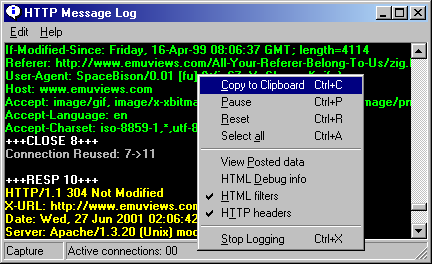 HTTP Message Log
Edit Help
If-Modified-Since: Friday, 16-Apr-99 08:06:37 GMT; length=4114
Referer: http://www.emuviews.com/All-Your-Referer-Belong-To-Us/zig.
User-Agent: SpaceBison/0.01 [fu]
Host: www.emuviews.com
Accept: image/gif, image/x-xbitma
Accept-Language: en
Accept-Charset: iso-8859-1,*,utf-8
+++CLOSE 8+++
Connection Reused: 7->11
+++RESP 10+++
HTTP/1.1 304 Not Modified
X-URL: http://www.emuviews.com
Date: Wed, 27 Jun 2001 02:06:42
Server: Apache/1.3.20 (Unix) mod
Copy to Clipboard Ctrl+C
Pause Ctrl+P
Reset Ctrl+R
Select all Ctrl+A
View Posted data
HTML Debug info
HTML filters
HTTP headers
Stop Logging Ctrl+X
Capture Active connections: 00